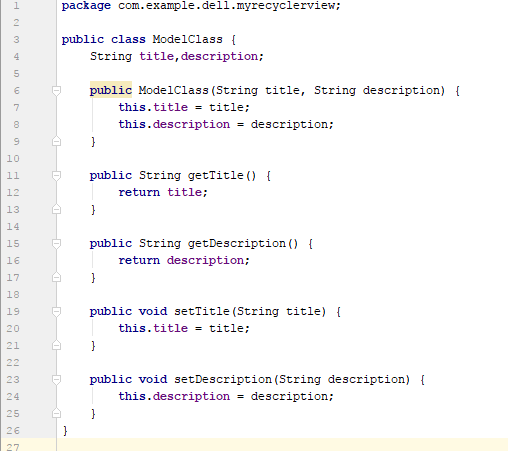 1 package com.example.dell.myrecyclerview;
2
3 public class ModelClass {
4     String title,description;
5
6     public ModelClass(String title, String description) {
7         this.title = title;
8         this.description = description;
9     }
10
11     public String getTitle() {
12         return title;
13     }
14
15     public String getDescription() {
16         return description;
17     }
18
19     public void setTitle(String title) {
20         this.title = title;
21     }
22
23     public void setDescription(String description) {
24         this.description = description;
25     }
26 }
27